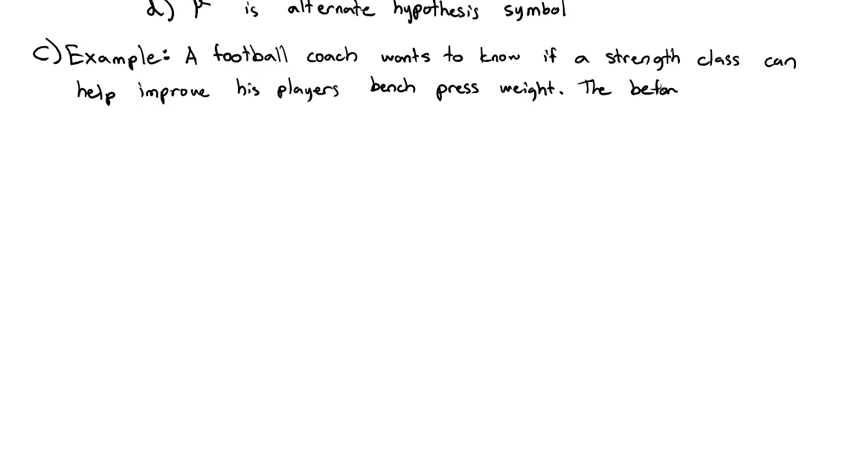 d) μ is alternate hypothesis symbol
c) Example: A football coach wants to know if a strength class can
help improve his players bench press weight. The befor